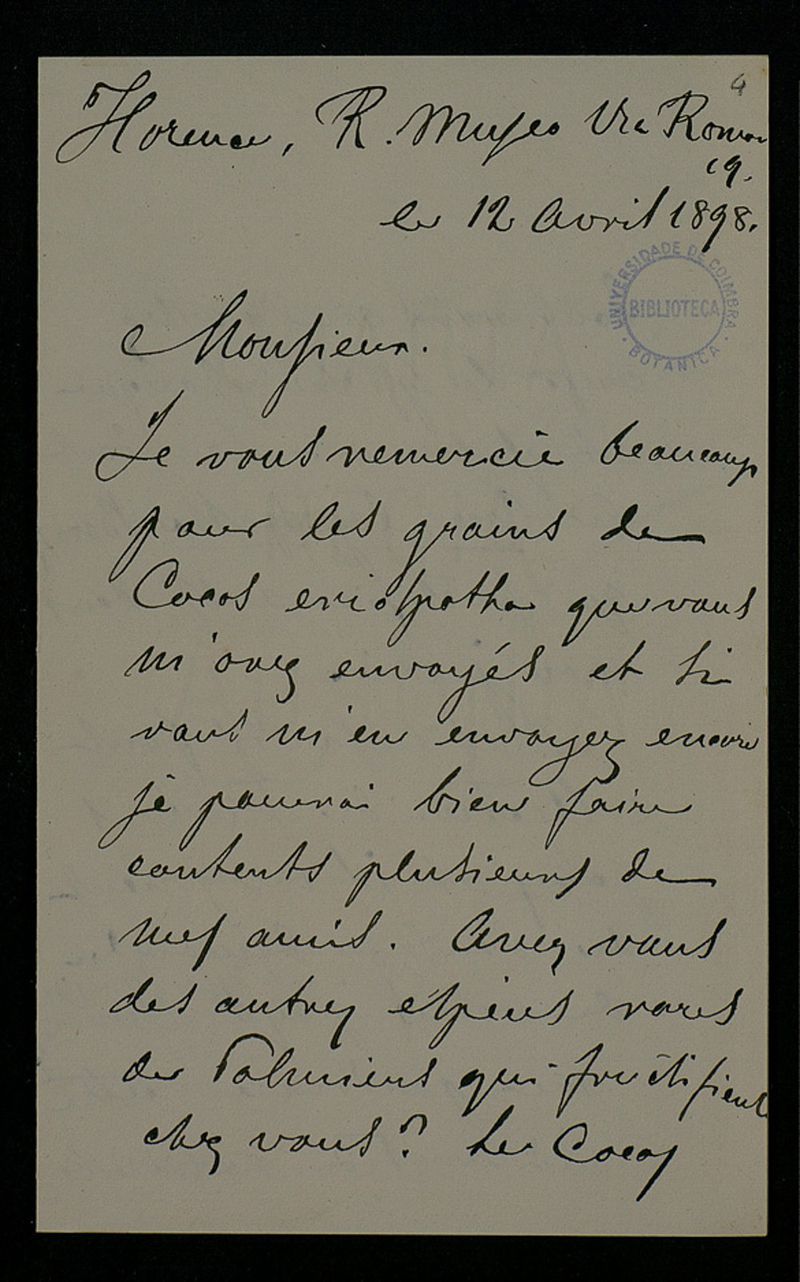 4
Florence, R. Museo Via Romana
19.
le 12 Avril 1898.
UNIVERSIDADE DE COIMBRA
BIBLIOTECA
BOTANICA
Monsieur.
Je vous remercie beaucoup
pour les grains de
Cocos eriospatha que vous
m'avez envoyés et si
vous m'en envoyez encore
je pourrai bien faire
contents plusieurs de
mes amis. Avez vous
des autres espèces rares
de Palmiers qui fructifient
chez vous? Le Cocos